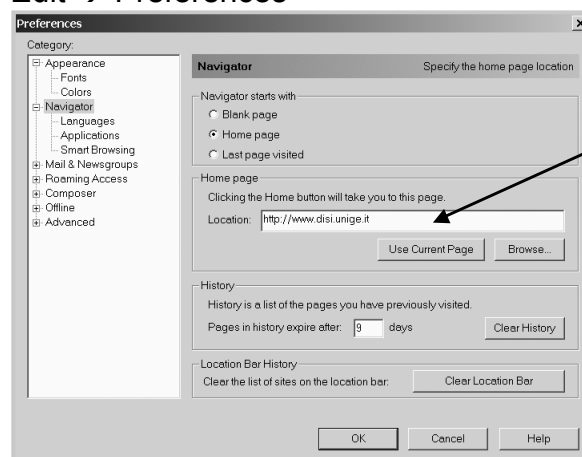 Edit → Preferences
Preferences
Category:
Appearance
Fonts
Colors
Navigator
Languages
Applications
Smart Browsing
Mail & Newsgroups
Roaming Access
Composer
Offline
Advanced
Navigator Specify the home page location
Navigator starts with
Blank page
Home page
Last page visited
Home page
Clicking the Home button will take you to this page.
Location: http://www.disi.unige.it
Use Current Page Browse...
History
History is a list of the pages you have previously visited.
Pages in history expire after: 9 days Clear History
Location Bar History
Clear the list of sites on the location bar: Clear Location Bar
OK Cancel Help